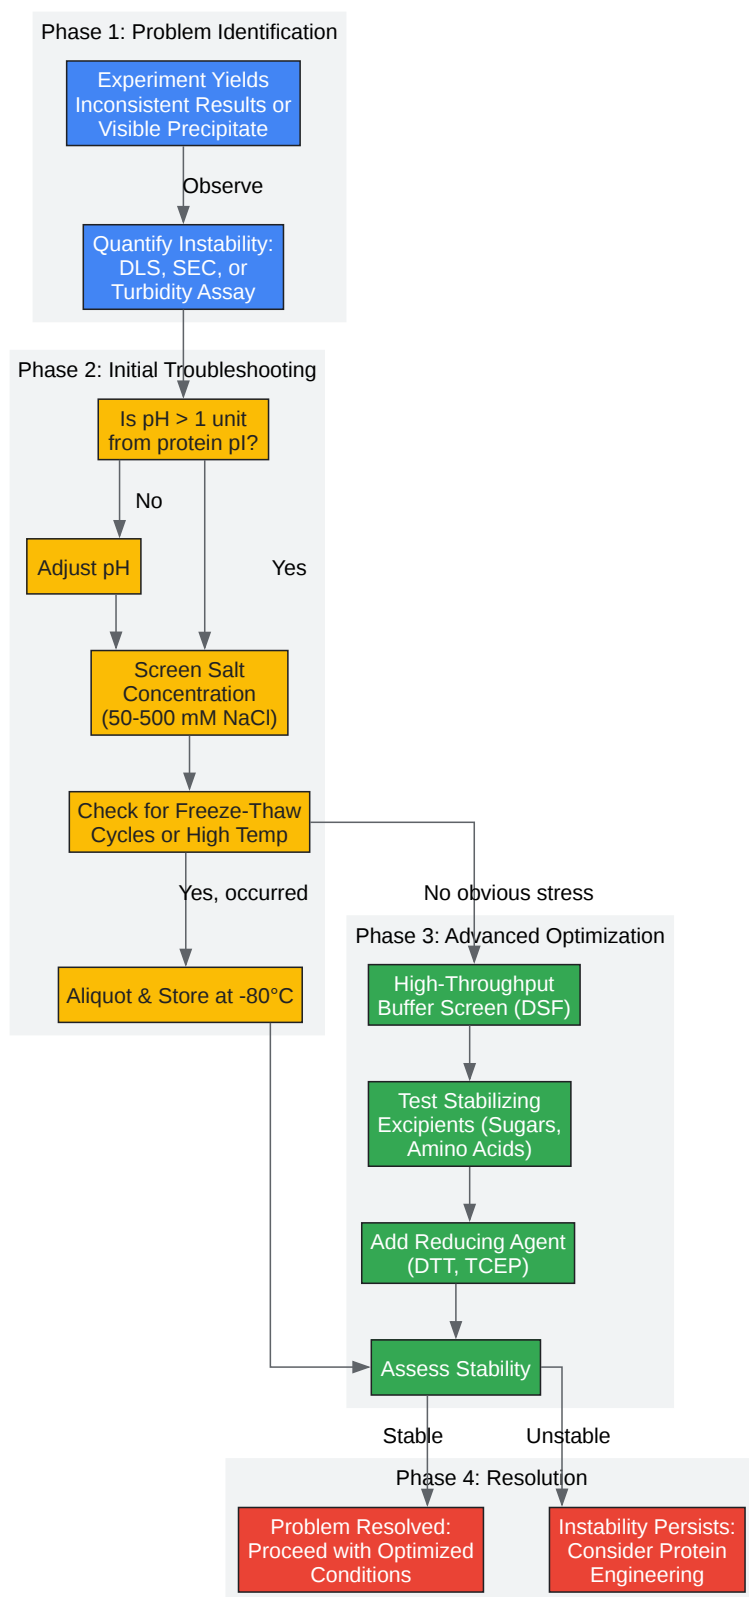 Phase 1: Problem Identification
Experiment Yields
Inconsistent Results or
Visible Precipitate
Observe
Quantify Instability:
DLS, SEC, or
Turbidity Assay
Phase 2: Initial Troubleshooting
Is pH > 1 unit
from protein pI?
No
Adjust pH
Yes
Screen Salt
Concentration
(50-500 mM NaCl)
Check for Freeze-Thaw
Cycles or High Temp
Yes, occurred
No obvious stress
Aliquot & Store at -80°C
Phase 3: Advanced Optimization
High-Throughput
Buffer Screen (DSF)
Test Stabilizing
Excipients (Sugars,
Amino Acids)
Add Reducing Agent
(DTT, TCEP)
Assess Stability
Stable
Unstable
Phase 4: Resolution
Problem Resolved:
Proceed with Optimized
Conditions
Instability Persists:
Consider Protein
Engineering